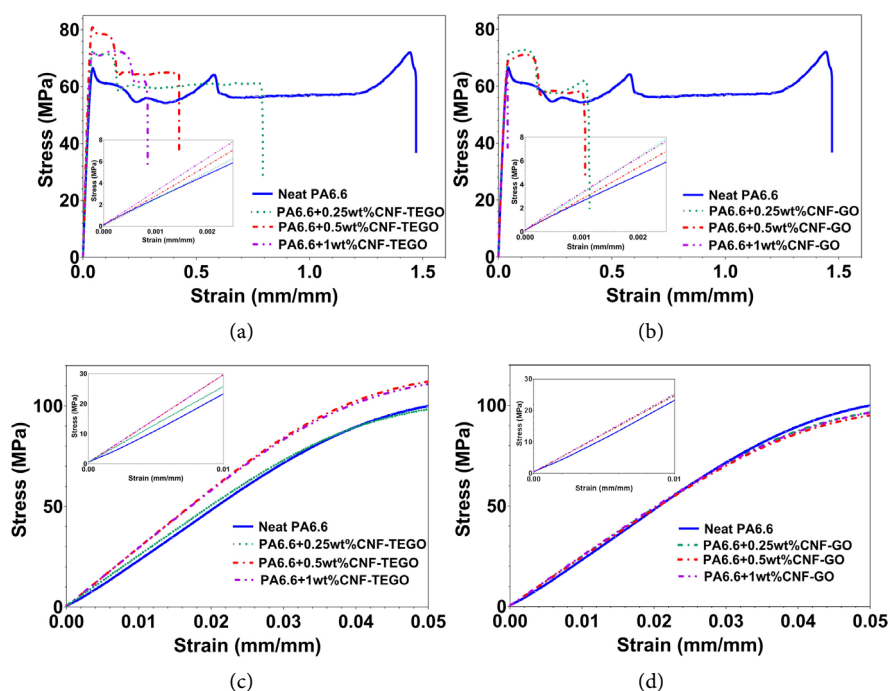 80
60
40
20
0
Stress (MPa)
0.0 0.5 1.0 1.5
Strain (mm/mm)
8
6
4
2
0
Stress (MPa)
0.000 0.001 0.002
Strain (mm/mm)
Neat PA6.6
PA6.6+0.25wt%CNF-TEGO
PA6.6+0.5wt%CNF-TEGO
PA6.6+1wt%CNF-TEGO
(a)
80
60
40
20
0
Stress (MPa)
0.0 0.5 1.0 1.5
Strain (mm/mm)
8
6
4
2
0
Stress (MPa)
0.000 0.001 0.002
Strain (mm/mm)
Neat PA6.6
PA6.6+0.25wt%CNF-GO
PA6.6+0.5wt%CNF-GO
PA6.6+1wt%CNF-GO
(b)
100
50
0
Stress (MPa)
0.00 0.01 0.02 0.03 0.04 0.05
Strain (mm/mm)
30
20
10
0
Stress (MPa)
0.00 0.01
Strain (mm/mm)
Neat PA6.6
PA6.6+0.25wt%CNF-TEGO
PA6.6+0.5wt%CNF-TEGO
PA6.6+1wt%CNF-TEGO
(c)
100
50
0
Stress (MPa)
0.00 0.01 0.02 0.03 0.04 0.05
Strain (mm/mm)
30
20
10
0
Stress (MPa)
0.00 0.01
Strain (mm/mm)
Neat PA6.6
PA6.6+0.25wt%CNF-GO
PA6.6+0.5wt%CNF-GO
PA6.6+1wt%CNF-GO
(d)